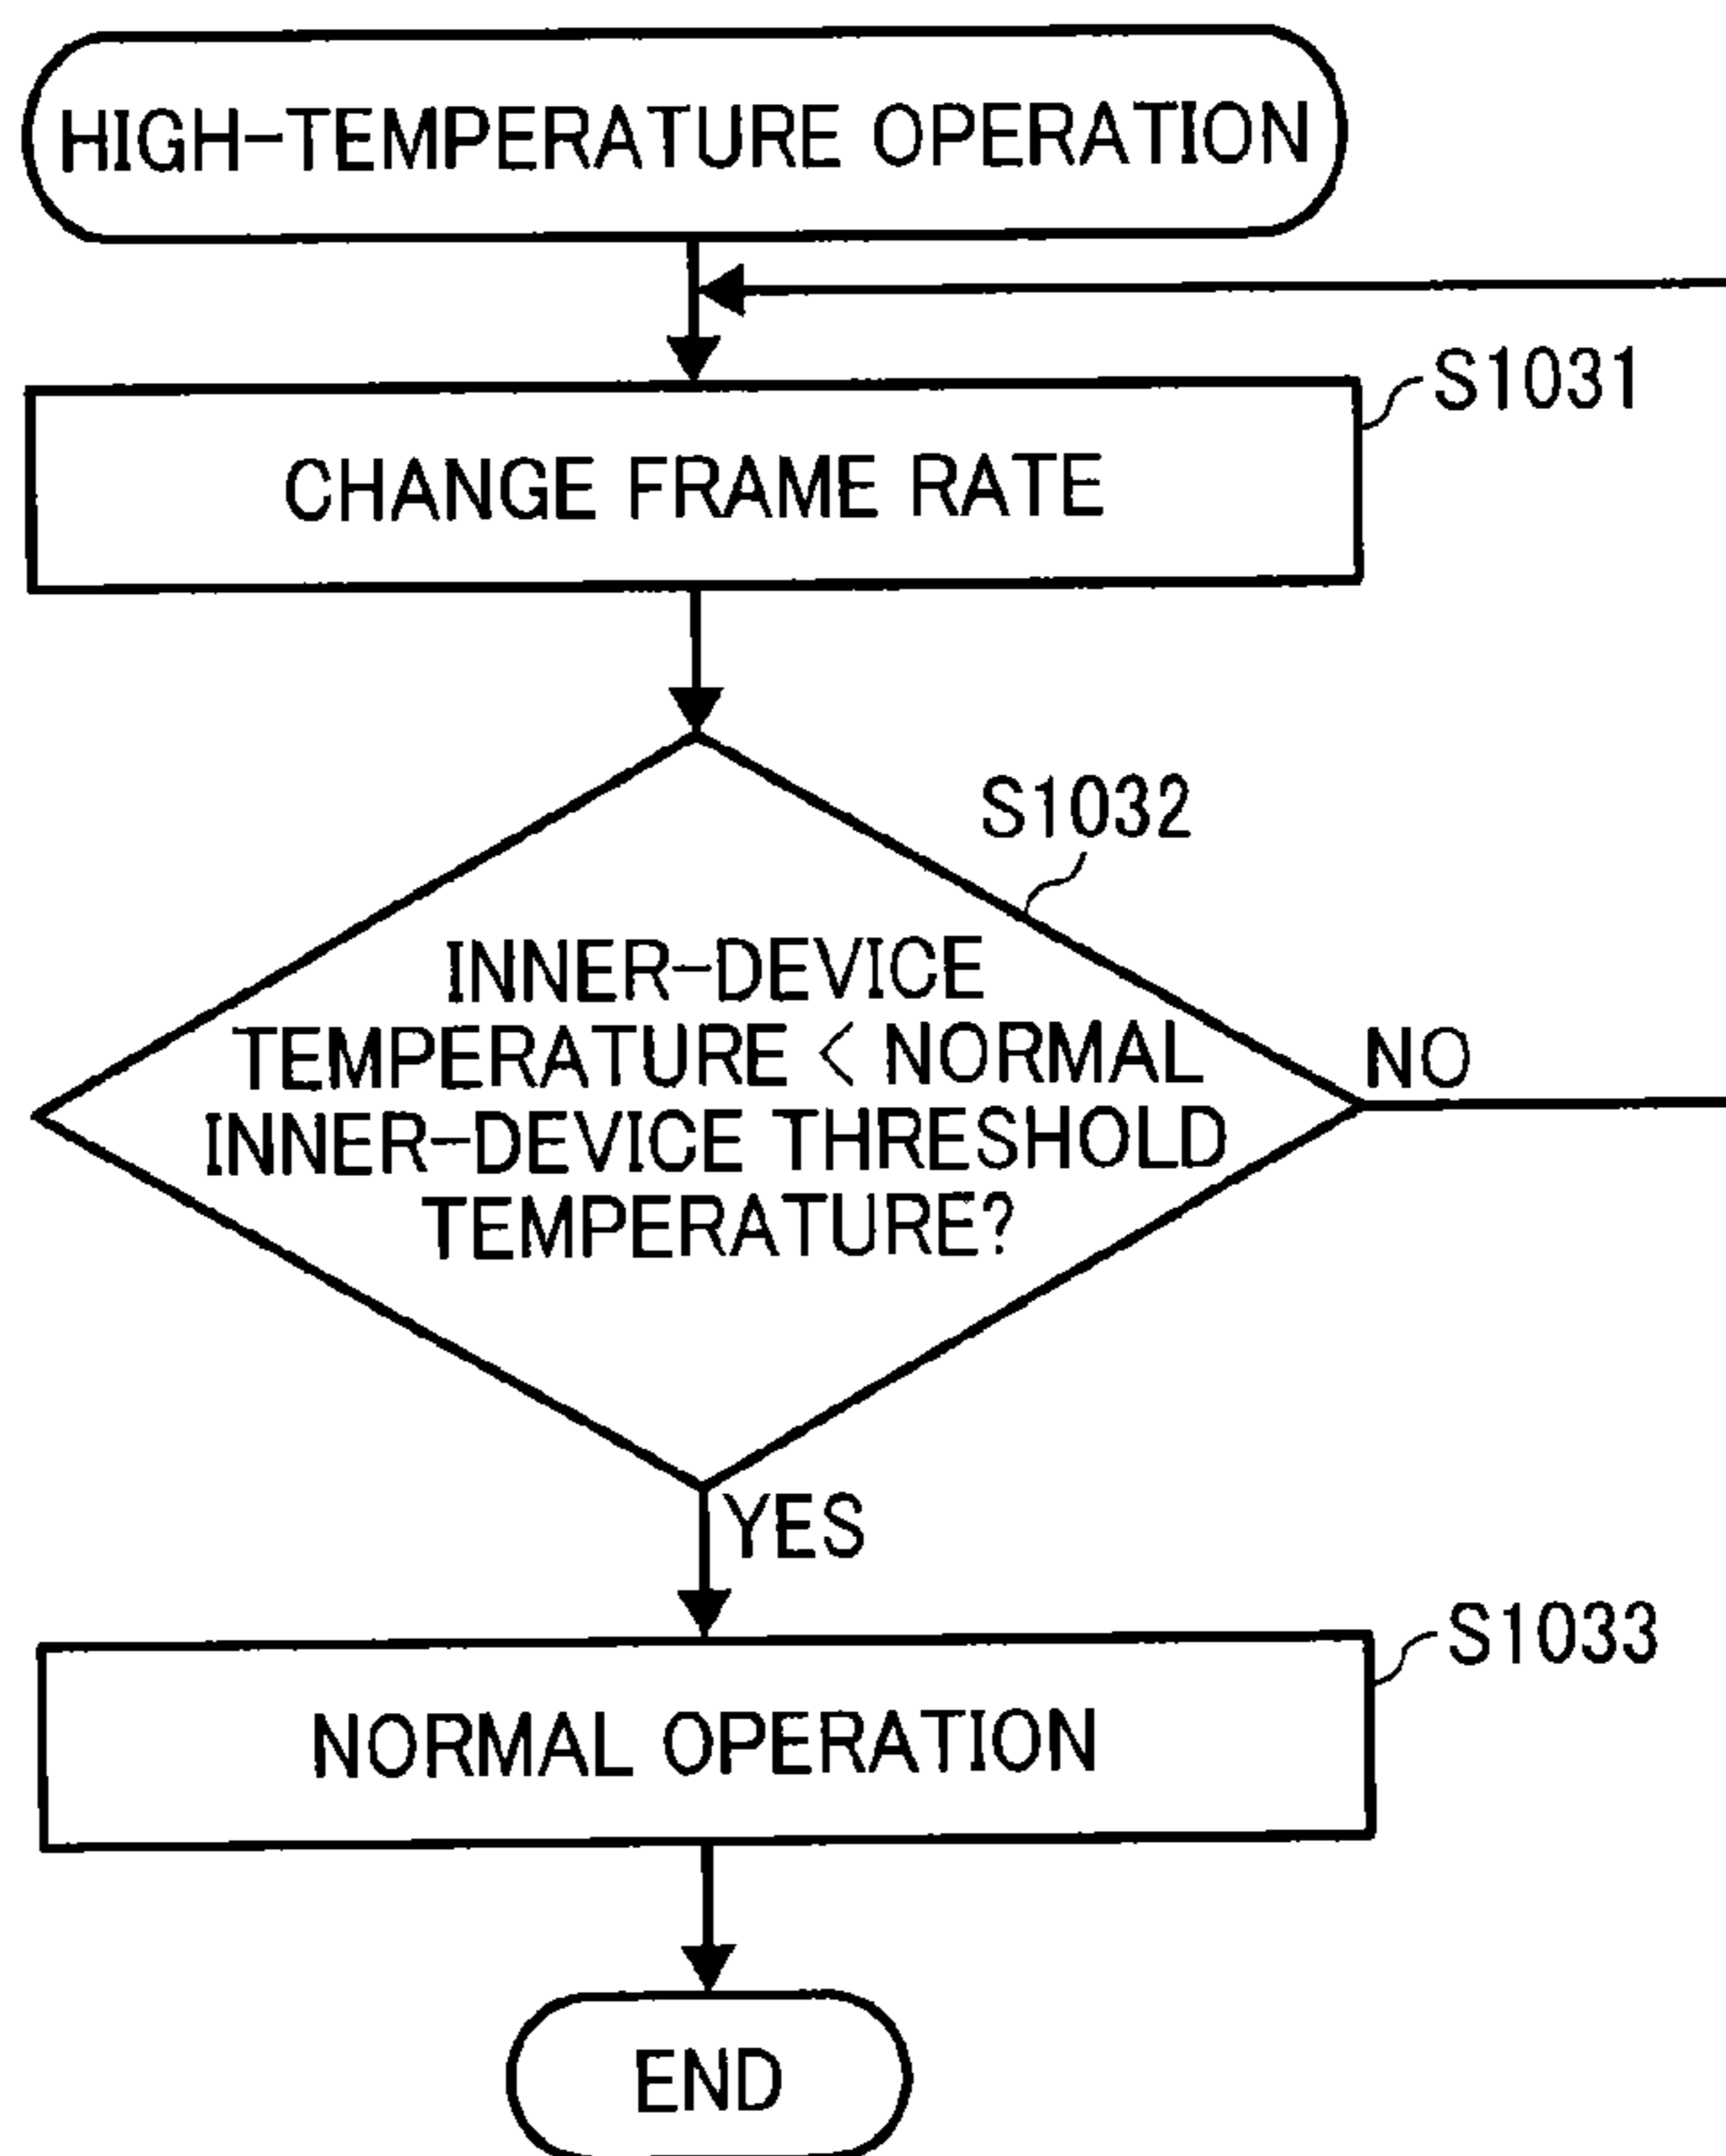 HIGH-TEMPERATURE OPERATION
S1031
CHANGE FRAME RATE
S1032
INNER-DEVICE
TEMPERATURE < NORMAL
INNER-DEVICE THRESHOLD
TEMPERATURE?
NO
YES
S1033
NORMAL OPERATION
END